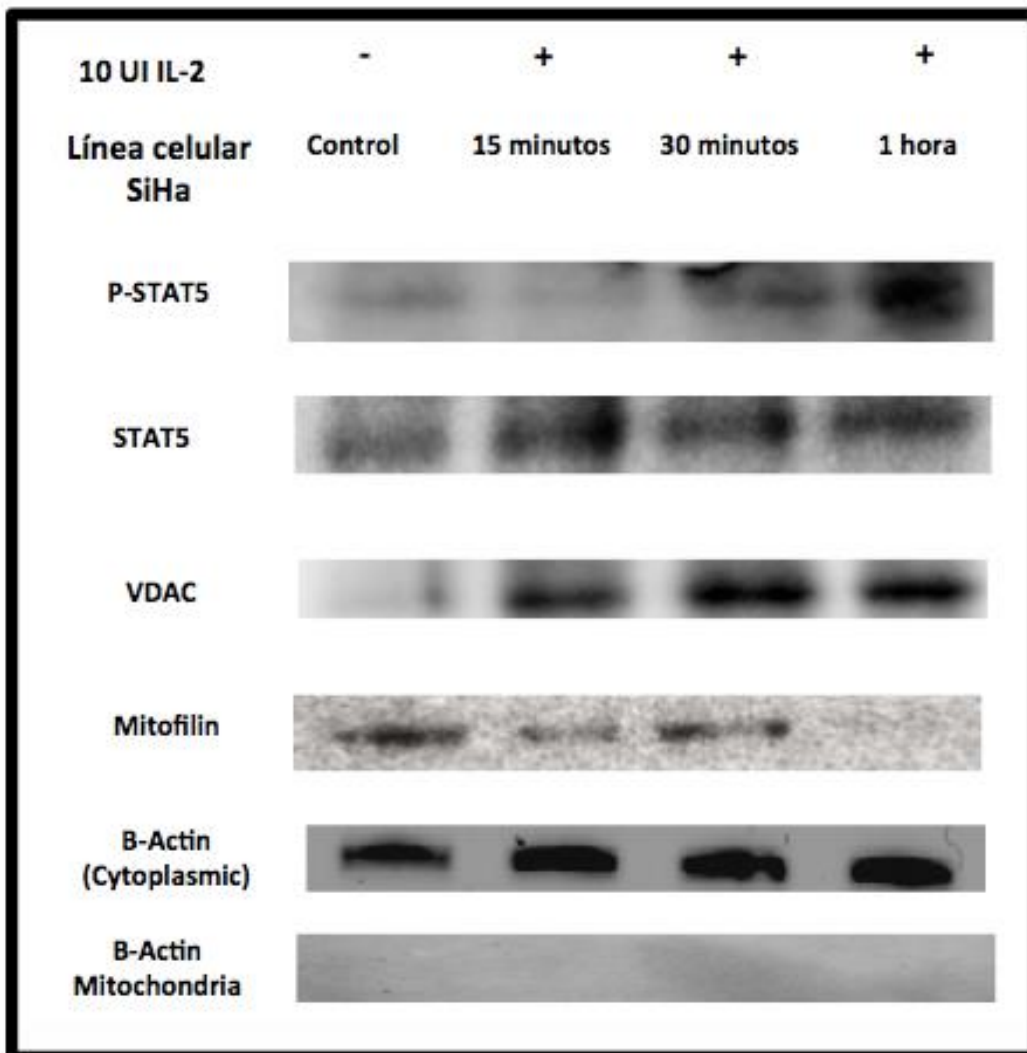 10 UI IL-2 - + + +
Línea celular
SiHa
Control 15 minutos 30 minutos 1 hora
P-STAT5
STAT5
VDAC
Mitofilin
B-Actin
(Cytoplasmic)
B-Actin
Mitochondria